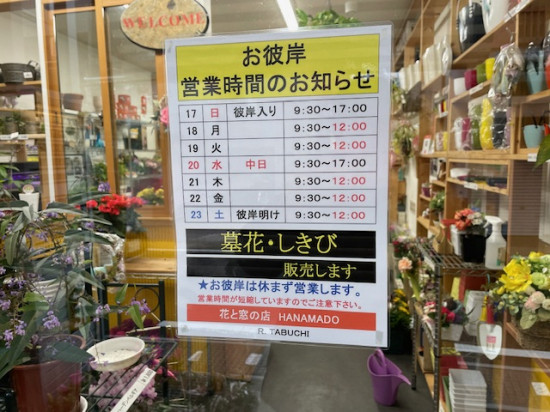 WELCOME
お彼岸
営業時間のお知らせ
17 日 彼岸入り 9:30～17:00
18 月 9:30～12:00
19 火 9:30～12:00
20 水 中日 9:30～17:00
21 木 9:30～12:00
22 金 9:30～12:00
23 土 彼岸明け 9:30～12:00
墓花・しきび
販売します
★お彼岸は休まず営業します。
営業時間が短縮していますのでご注意下さい。
花と窓の店 HANAMADO
R. TABUCHI